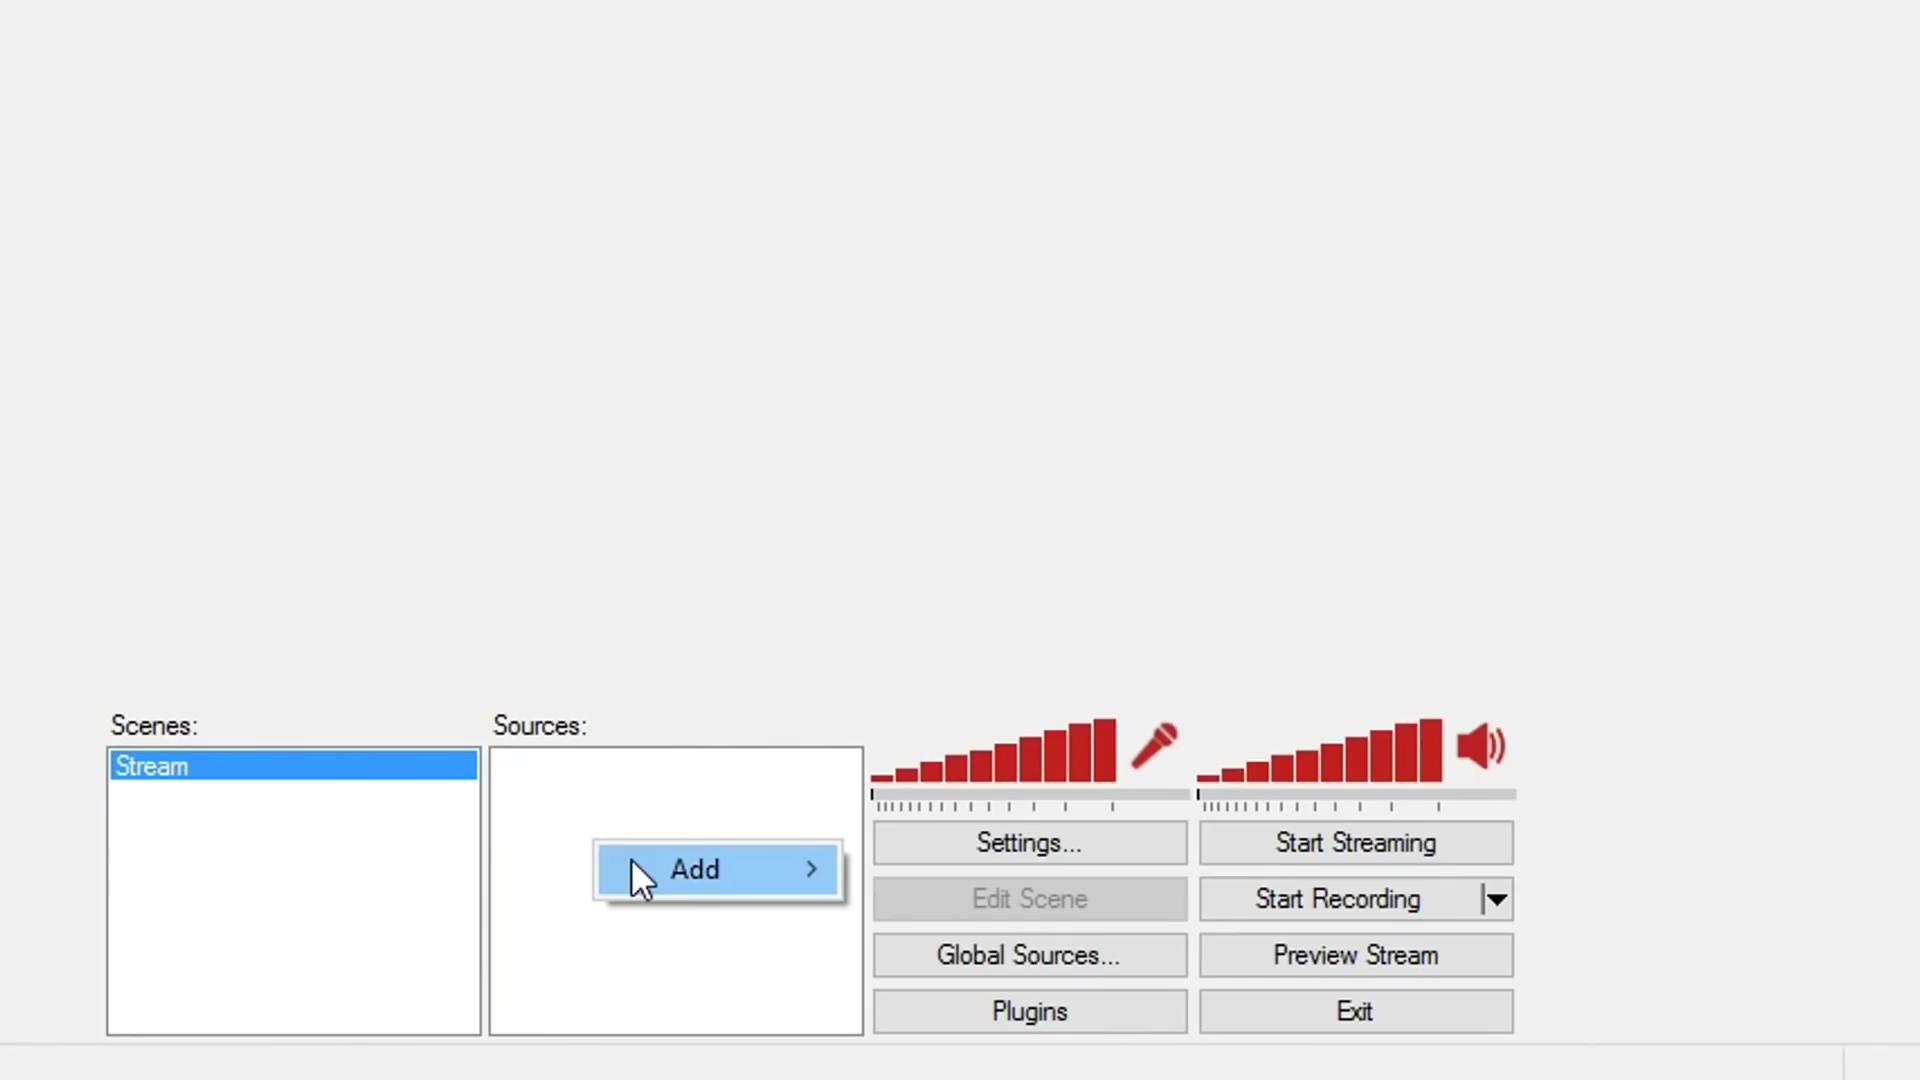 Scenes:
Sources:
Stream
Add
Settings...
Start Streaming
Edit Scene
Start Recording
Global Sources...
Preview Stream
Plugins
Exit